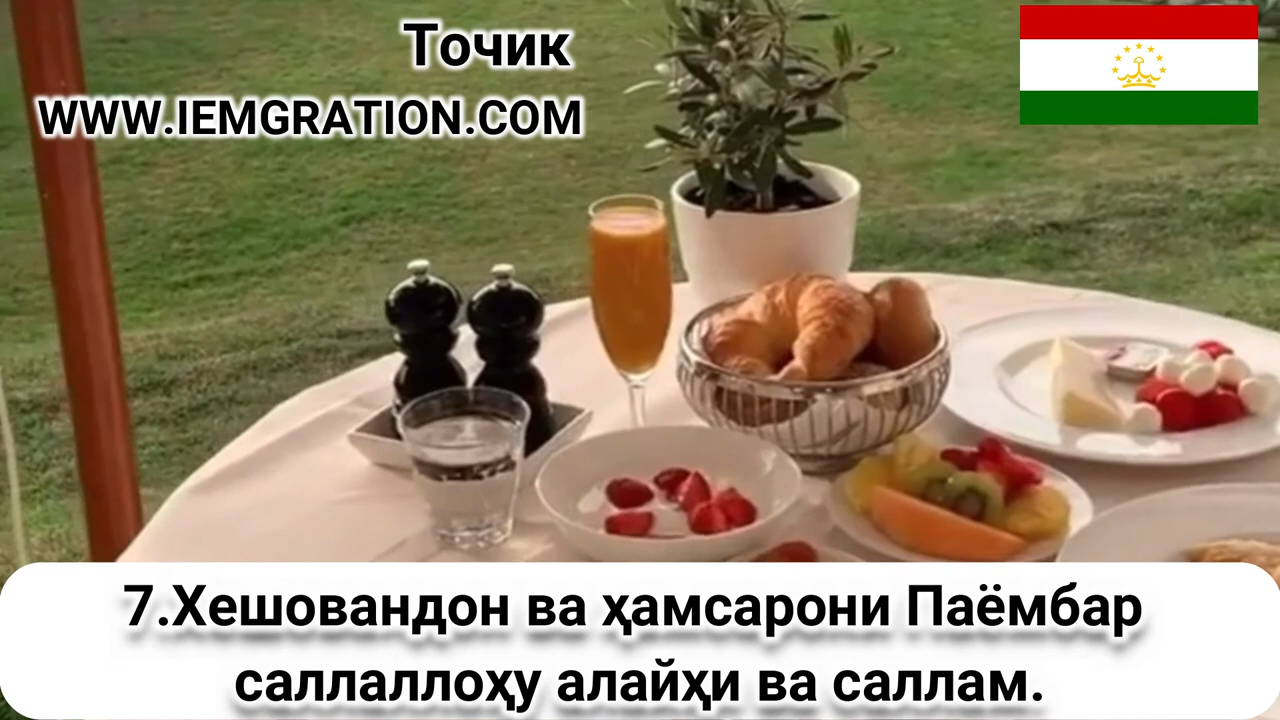 Точик
WWW.IEMGRATION.COM
7.Хешовандон ва ҳамсарони Паёмбар
саллаллоҳу алайҳи ва саллам.